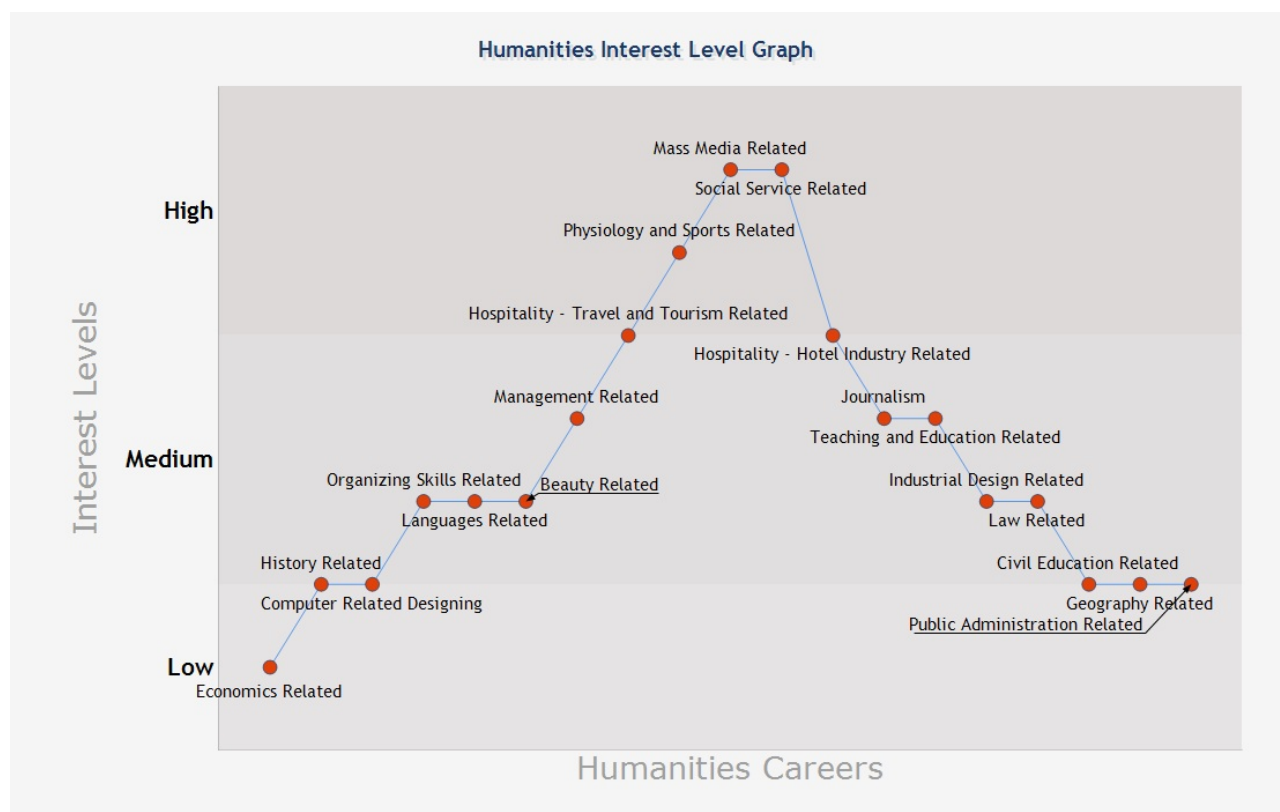 Humanities Interest Level Graph
Mass Media Related
Social Service Related
High
Physiology and Sports Related
Hospitality - Travel and Tourism Related
Hospitality - Hotel Industry Related
Interest Levels
Management Related
Journalism
Teaching and Education Related
Medium
Organizing Skills Related
Beauty Related
Industrial Design Related
Languages Related
Law Related
History Related
Civil Education Related
Computer Related Designing
Geography Related
Public Administration Related
Low
Economics Related
Humanities Careers